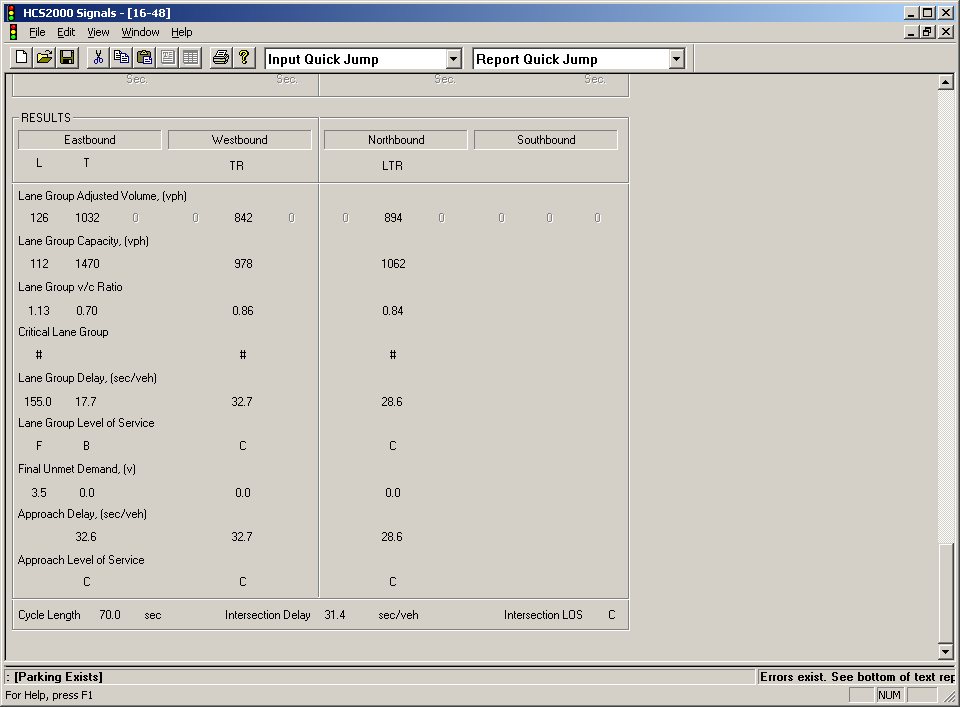 HCS2000 Signals - [16-48]
File Edit View Window Help
Input Quick Jump Report Quick Jump
Sec. Sec. Sec. Sec.
RESULTS
Eastbound Westbound Northbound Southbound
L T TR LTR
Lane Group Adjusted Volume, (vph)
126 1032 0 0 842 0 0 894 0 0 0 0
Lane Group Capacity, (vph)
112 1470 978 1062
Lane Group v/c Ratio
1.13 0.70 0.86 0.84
Critical Lane Group
# # #
Lane Group Delay, (sec/veh)
155.0 17.7 32.7 28.6
Lane Group Level of Service
F B C C
Final Unmet Demand, (v)
3.5 0.0 0.0 0.0
Approach Delay, (sec/veh)
32.6 32.7 28.6
Approach Level of Service
C C C
Cycle Length 70.0 sec Intersection Delay 31.4 sec/veh Intersection LOS C
: [Parking Exists] Errors exist. See bottom of text rep
For Help, press F1 NUM